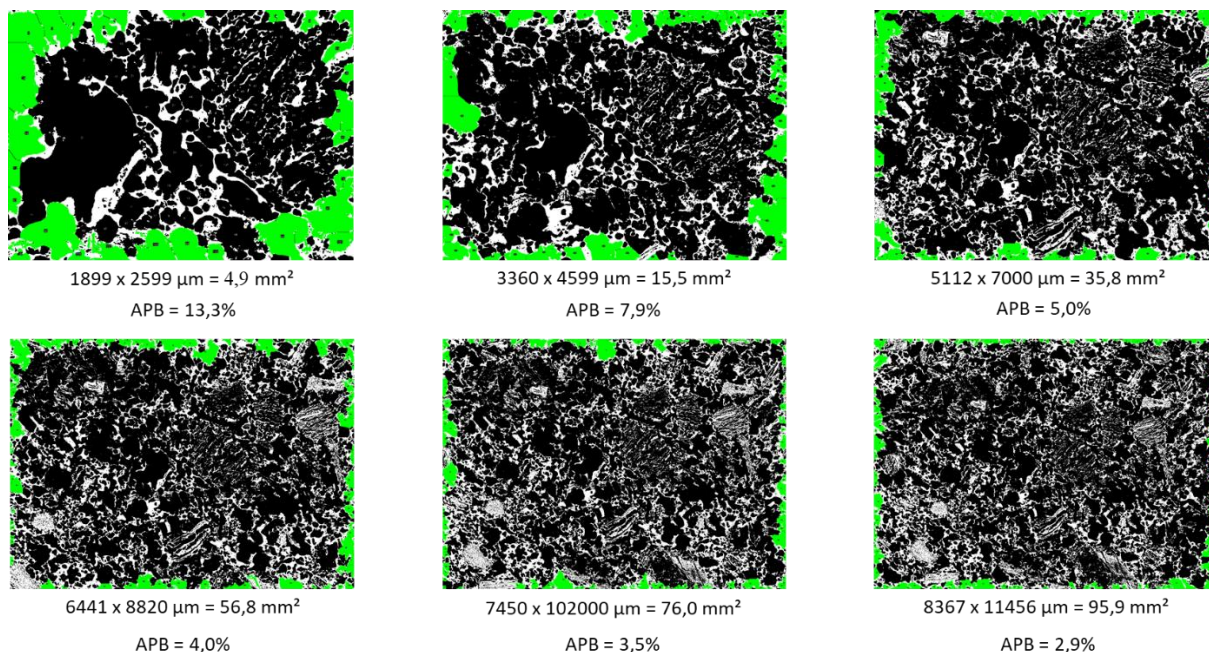 1899 x 2599 µm = 4,9 mm²
APB = 13,3%
3360 x 4599 µm = 15,5 mm²
APB = 7,9%
5112 x 7000 µm = 35,8 mm²
APB = 5,0%
6441 x 8820 µm = 56,8 mm²
APB = 4,0%
7450 x 102000 µm = 76,0 mm²
APB = 3,5%
8367 x 11456 µm = 95,9 mm²
APB = 2,9%